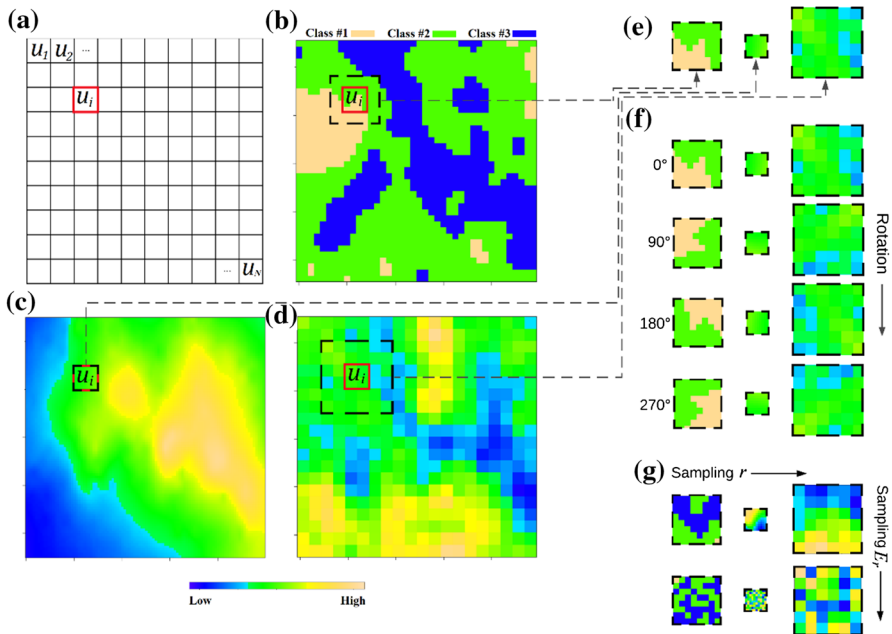 (a)
u1 u2 ...
ui
... uN
(b)
Class #1 Class #2 Class #3
ui
(c)
ui
(d)
ui
Low High
(e)
(f)
0°
90°
180°
270°
Rotation
(g)
Sampling r
Sampling Er